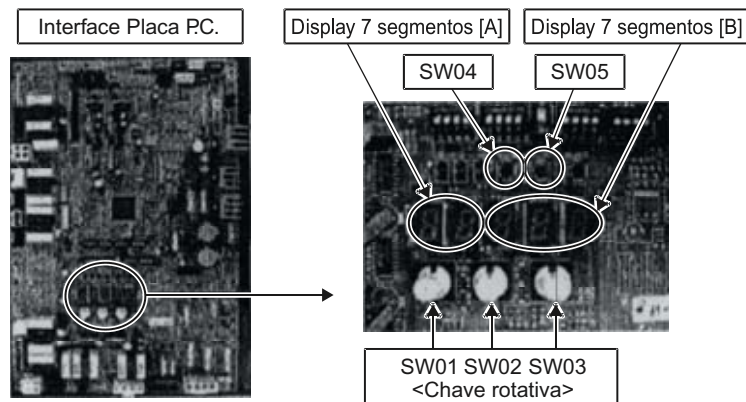 Interface Placa P.C.
Display 7 segmentos [A]
Display 7 segmentos [B]
SW04
SW05
SW01 SW02 SW03
<Chave rotativa>